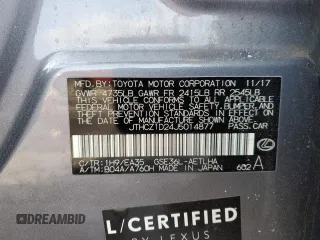 MFD. BY: TOYOTA MOTOR CORPORATION 11/17
GVWR 4735LB GAWR FR 2415LB RR 2545LB
THIS VEHICLE CONFORMS TO ALL APPLICABLE
FEDERAL MOTOR VEHICLE SAFETY, BUMPER, AND
THEFT PREVENTION STANDARDS IN EFFECT ON
THE DATE OF MANUFACTURE SHOWN ABOVE.
JTHCZ1D24J5014877 PASS. CAR
C/TR: 1H9/EA35 GSE36L-AETLHA
A/TM: B04A/A760H MADE IN JAPAN 602 A
L/CERTIFIED
BY LEXUS